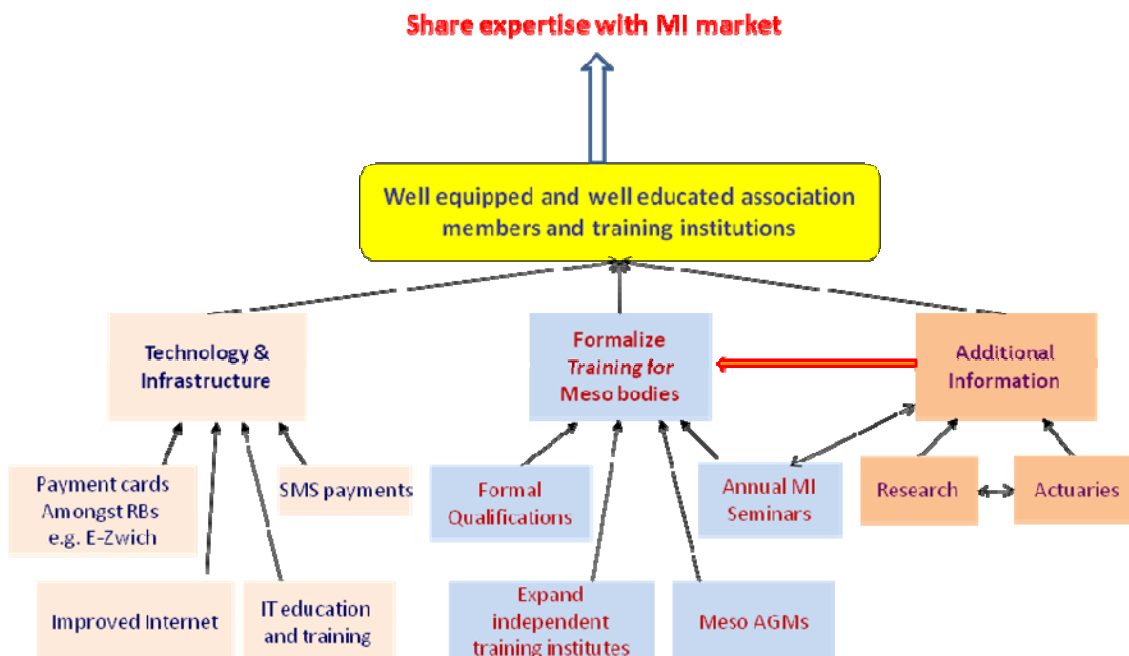 Share expertise with MI market
Well equipped and well educated association
members and training institutions
Technology &
Infrastructure
Formalize
Training for
Meso bodies
Additional
Information
Payment cards
Amongst RBs
e.g. E-Zwich
SMS payments
Formal
Qualifications
Annual MI
Seminars
Research
Actuaries
Improved Internet
IT education
and training
Expand
independent
training institutes
Meso AGMs